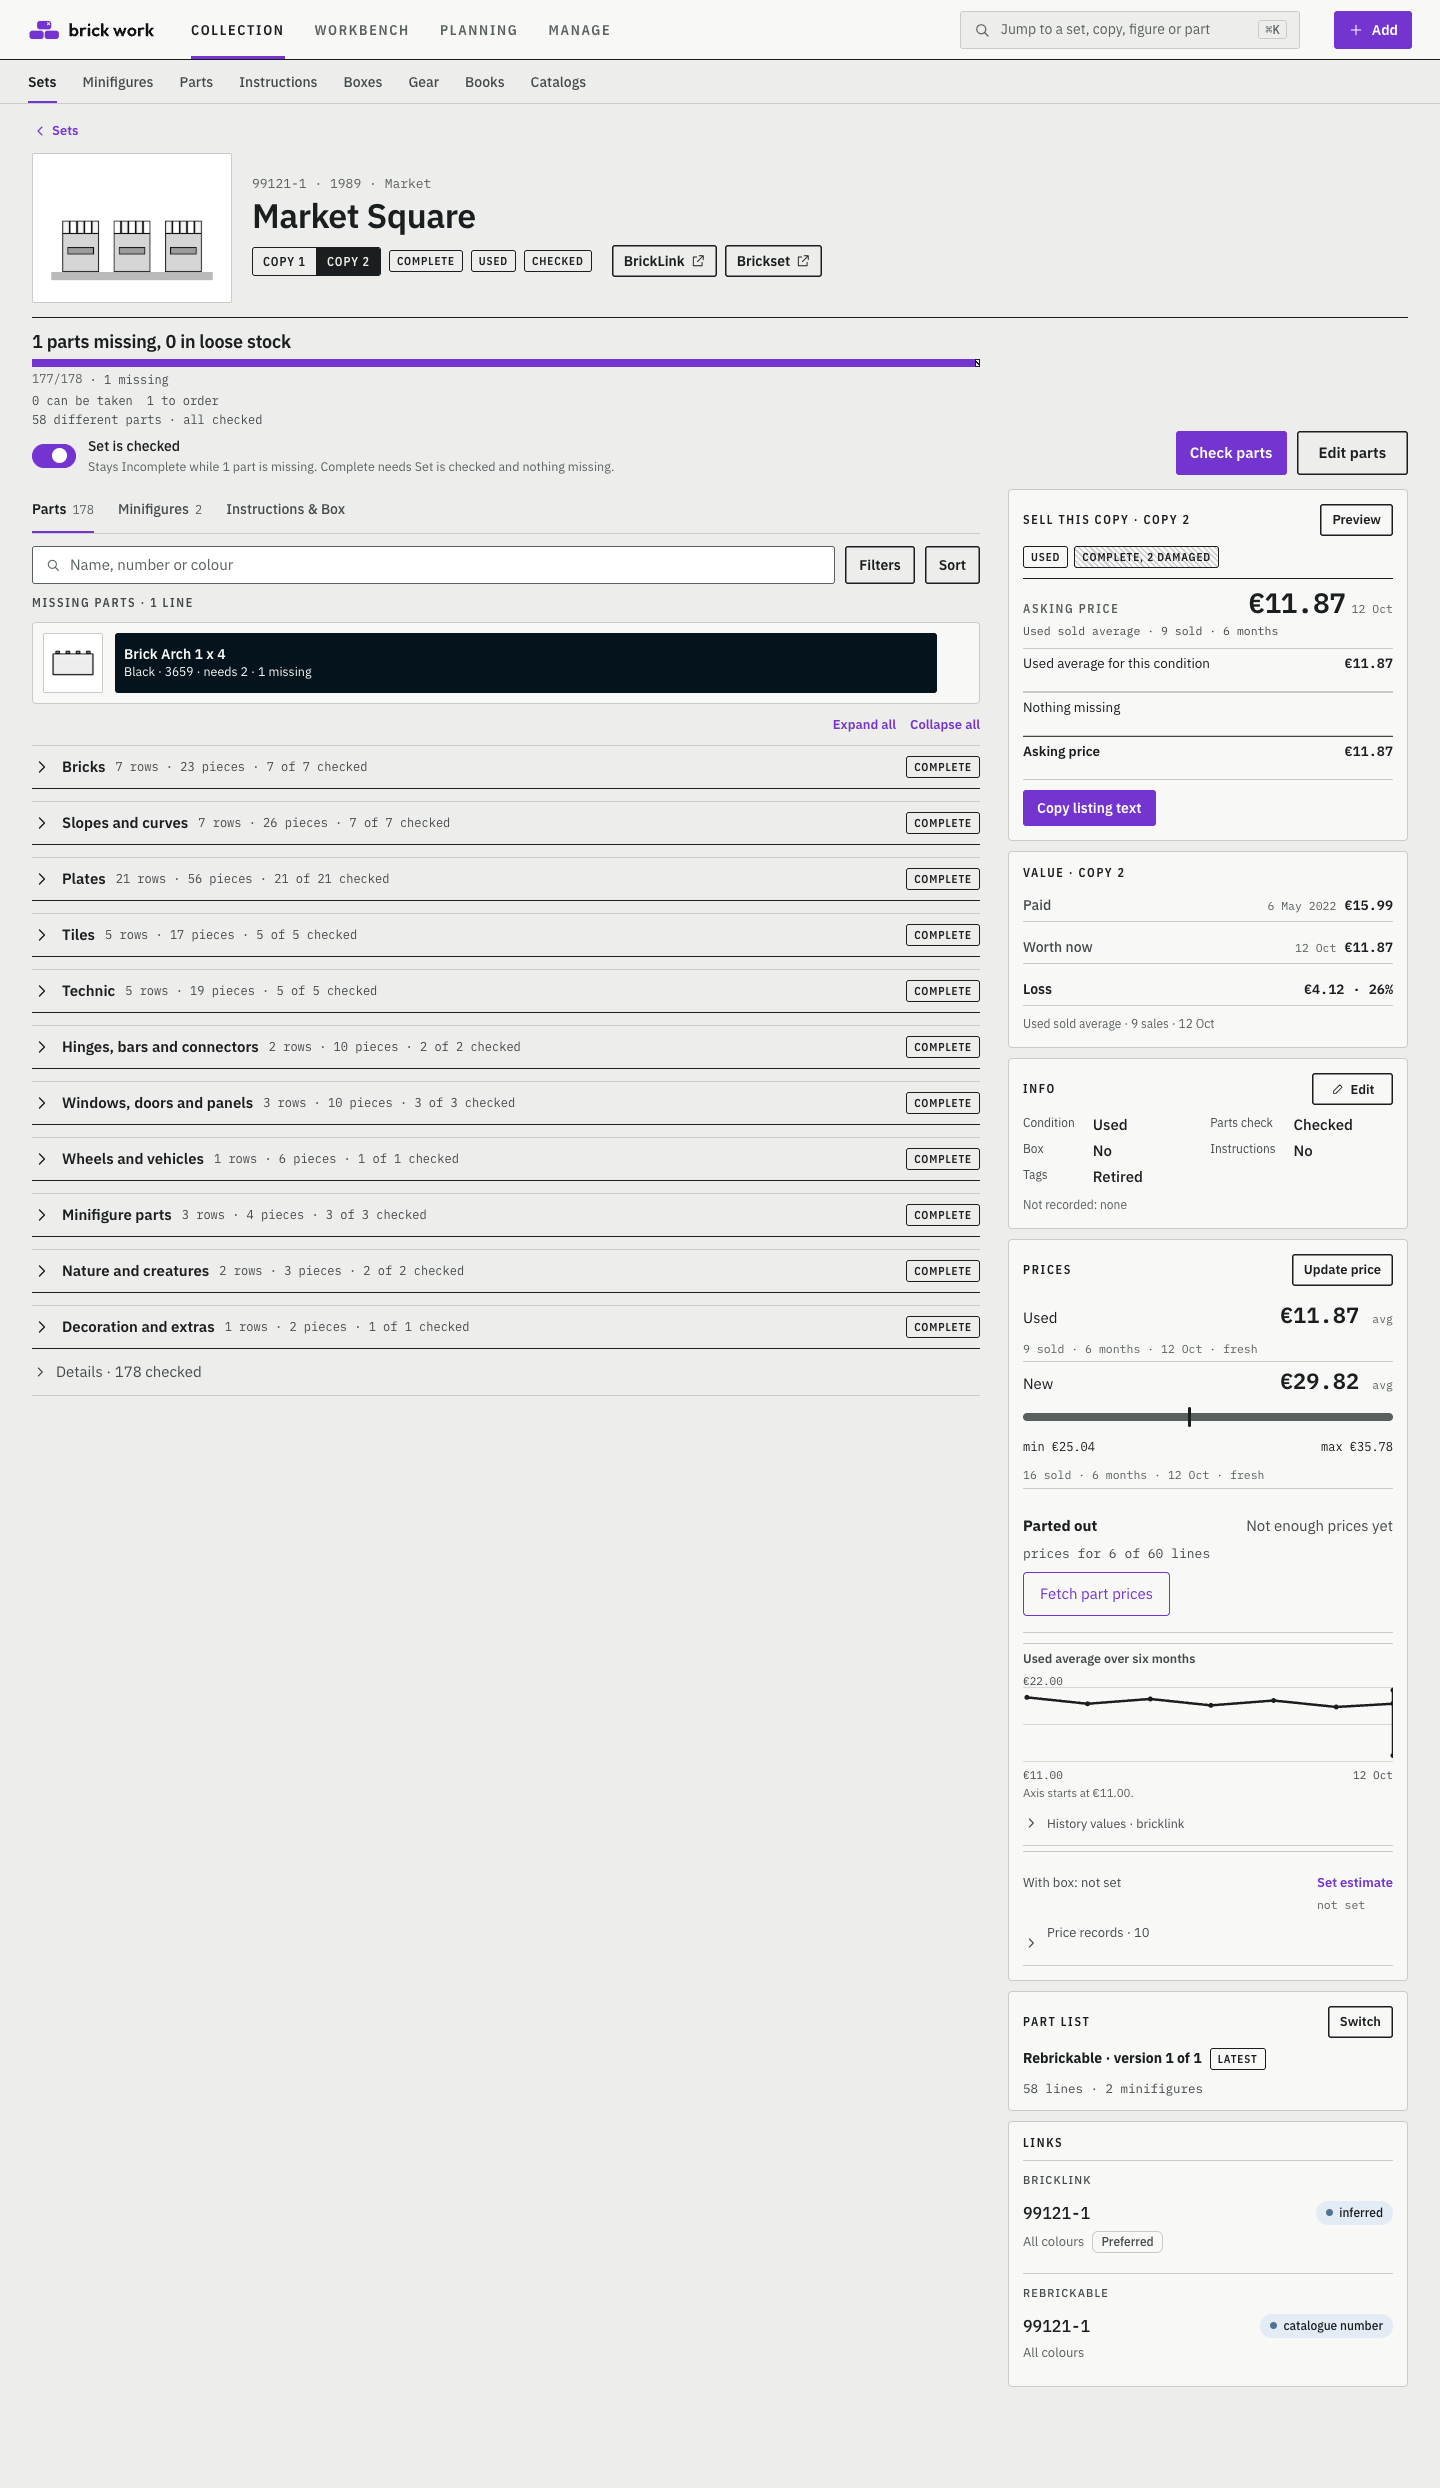 brick work
COLLECTION WORKBENCH PLANNING MANAGE
Jump to a set, copy, figure or part ⌘K
Add
Sets Minifigures Parts Instructions Boxes Gear Books Catalogs
Sets
99121-1 · 1989 · Market
Market Square
COPY 1 COPY 2 COMPLETE USED CHECKED BrickLink Brickset
1 parts missing, 0 in loose stock
177/178 · 1 missing
0 can be taken 1 to order
58 different parts · all checked
Set is checked
Stays Incomplete while 1 part is missing. Complete needs Set is checked and nothing missing.
Check parts Edit parts
Parts 178 Minifigures 2 Instructions & Box
Name, number or colour
Filters Sort
MISSING PARTS · 1 LINE
Brick Arch 1 x 4
Black · 3659 · needs 2 · 1 missing
Expand all Collapse all
Bricks 7 rows · 23 pieces · 7 of 7 checked COMPLETE
Slopes and curves 7 rows · 26 pieces · 7 of 7 checked COMPLETE
Plates 21 rows · 56 pieces · 21 of 21 checked COMPLETE
Tiles 5 rows · 17 pieces · 5 of 5 checked COMPLETE
Technic 5 rows · 19 pieces · 5 of 5 checked COMPLETE
Hinges, bars and connectors 2 rows · 10 pieces · 2 of 2 checked COMPLETE
Windows, doors and panels 3 rows · 10 pieces · 3 of 3 checked COMPLETE
Wheels and vehicles 1 rows · 6 pieces · 1 of 1 checked COMPLETE
Minifigure parts 3 rows · 4 pieces · 3 of 3 checked COMPLETE
Nature and creatures 2 rows · 3 pieces · 2 of 2 checked COMPLETE
Decoration and extras 1 rows · 2 pieces · 1 of 1 checked COMPLETE
Details · 178 checked
SELL THIS COPY · COPY 2 Preview
USED COMPLETE, 2 DAMAGED
ASKING PRICE €11.87 12 Oct
Used sold average · 9 sold · 6 months
Used average for this condition €11.87
Nothing missing
Asking price €11.87
Copy listing text
VALUE · COPY 2
Paid 6 May 2022 €15.99
Worth now 12 Oct €11.87
Loss €4.12 · 26%
Used sold average · 9 sales · 12 Oct
INFO Edit
Condition Used Parts check Checked
Box No Instructions No
Tags Retired
Not recorded: none
PRICES Update price
Used €11.87 avg
9 sold · 6 months · 12 Oct · fresh
New €29.82 avg
min €25.04 max €35.78
16 sold · 6 months · 12 Oct · fresh
Parted out Not enough prices yet
prices for 6 of 60 lines
Fetch part prices
Used average over six months
€22.00
€11.00 12 Oct
Axis starts at €11.00.
History values · bricklink
With box: not set Set estimate
not set
Price records · 10
PART LIST Switch
Rebrickable · version 1 of 1 LATEST
58 lines · 2 minifigures
LINKS
BRICKLINK
99121-1 inferred
All colours Preferred
REBRICKABLE
99121-1 catalogue number
All colours